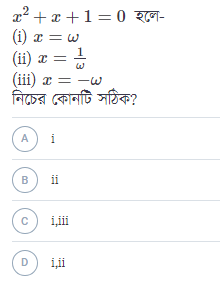 x² + x + 1 = 0 হলে-
(i) x = ω
(ii) x = 1/ω
(iii) x = −ω
নিচের কোনটি সঠিক?
A i
B ii
C i,iii
D i,ii